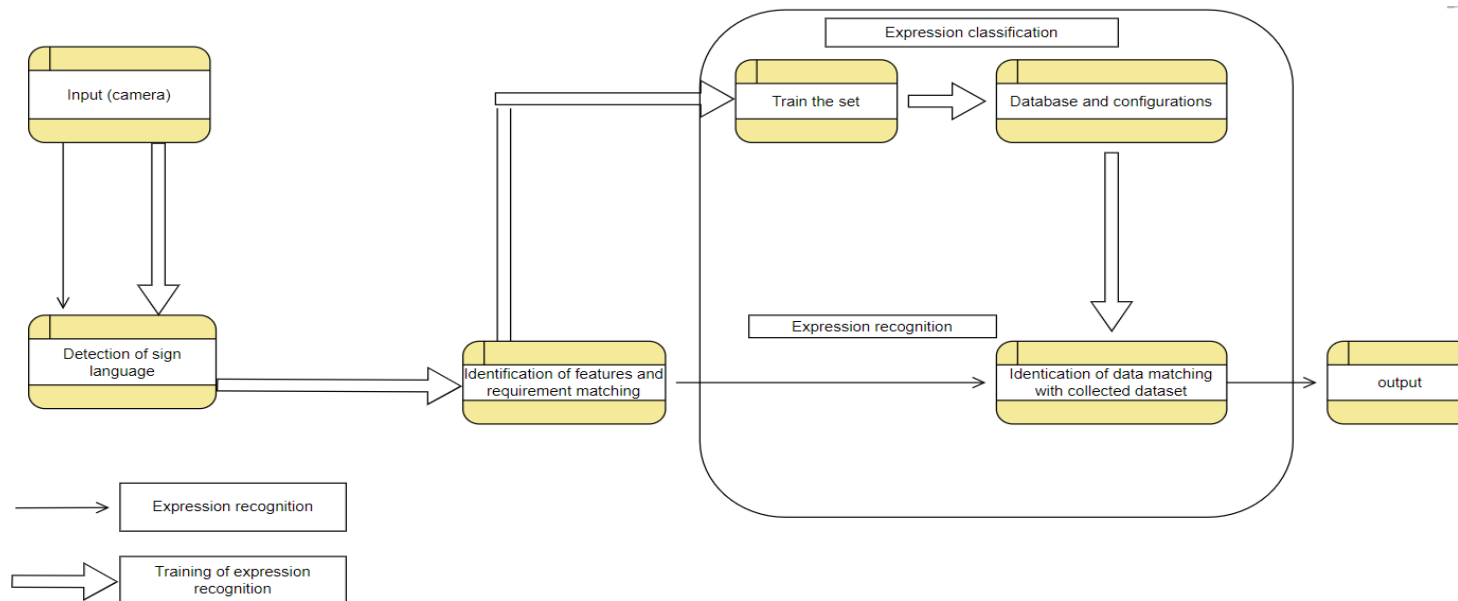 Expression classification
Input (camera)
Train the set
Database and configurations
Expression recognition
Detection of sign
language
Identification of features and
requirement matching
Identication of data matching
with collected dataset
output
Expression recognition
Training of expression
recognition